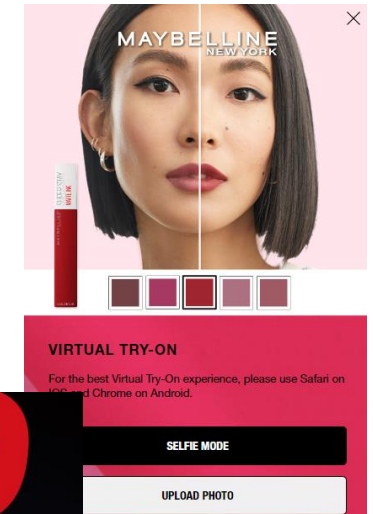 MAYBELLINE
NEW YORK
VIRTUAL TRY-ON
For the best Virtual Try-On experience, please use Safari on
IOS and Chrome on Android.
SELFIE MODE
UPLOAD PHOTO